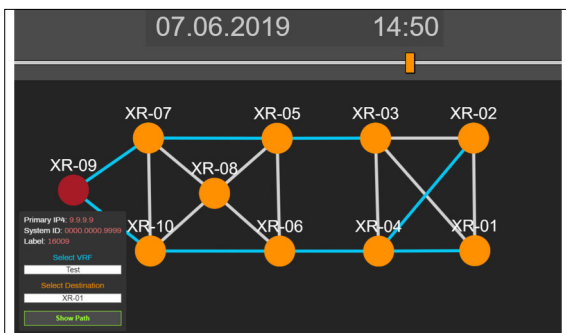 07.06.2019 14:50
XR-07 XR-05 XR-03 XR-02
XR-09
XR-08
XR-10 XR-06 XR-04 XR-01
Primary IP4: 9.9.9.9
System ID: 0000.0000.9999
Label: 16009
Select VRF
Test
Select Destination
XR-01
Show Path